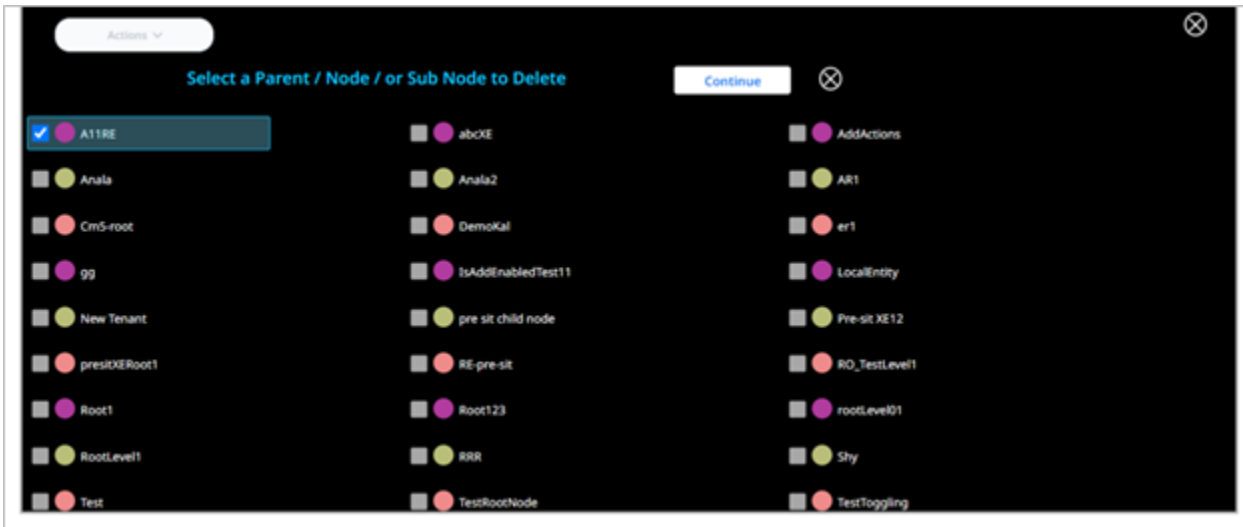 Actions
Select a Parent / Node / or Sub Node to Delete Continue
A11RE abcXE AddActions
Anala Anala2 AR1
Cm5-root DemoKal er1
gg IsAddEnabledTest11 LocalEntity
New Tenant pre sit child node Pre-sit XE12
presitXERoot1 RE-pre-sit RO_TestLevel1
Root1 Root123 rootLevel01
RootLevel1 RRR Shy
Test TestRootNode TestToggling